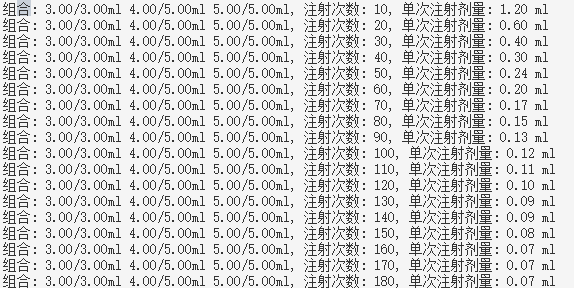 组合: 3.00/3.00ml 4.00/5.00ml 5.00/5.00ml, 注射次数: 10, 单次注射剂量: 1.20 ml
组合: 3.00/3.00ml 4.00/5.00ml 5.00/5.00ml, 注射次数: 20, 单次注射剂量: 0.60 ml
组合: 3.00/3.00ml 4.00/5.00ml 5.00/5.00ml, 注射次数: 30, 单次注射剂量: 0.40 ml
组合: 3.00/3.00ml 4.00/5.00ml 5.00/5.00ml, 注射次数: 40, 单次注射剂量: 0.30 ml
组合: 3.00/3.00ml 4.00/5.00ml 5.00/5.00ml, 注射次数: 50, 单次注射剂量: 0.24 ml
组合: 3.00/3.00ml 4.00/5.00ml 5.00/5.00ml, 注射次数: 60, 单次注射剂量: 0.20 ml
组合: 3.00/3.00ml 4.00/5.00ml 5.00/5.00ml, 注射次数: 70, 单次注射剂量: 0.17 ml
组合: 3.00/3.00ml 4.00/5.00ml 5.00/5.00ml, 注射次数: 80, 单次注射剂量: 0.15 ml
组合: 3.00/3.00ml 4.00/5.00ml 5.00/5.00ml, 注射次数: 90, 单次注射剂量: 0.13 ml
组合: 3.00/3.00ml 4.00/5.00ml 5.00/5.00ml, 注射次数: 100, 单次注射剂量: 0.12 ml
组合: 3.00/3.00ml 4.00/5.00ml 5.00/5.00ml, 注射次数: 110, 单次注射剂量: 0.11 ml
组合: 3.00/3.00ml 4.00/5.00ml 5.00/5.00ml, 注射次数: 120, 单次注射剂量: 0.10 ml
组合: 3.00/3.00ml 4.00/5.00ml 5.00/5.00ml, 注射次数: 130, 单次注射剂量: 0.09 ml
组合: 3.00/3.00ml 4.00/5.00ml 5.00/5.00ml, 注射次数: 140, 单次注射剂量: 0.09 ml
组合: 3.00/3.00ml 4.00/5.00ml 5.00/5.00ml, 注射次数: 150, 单次注射剂量: 0.08 ml
组合: 3.00/3.00ml 4.00/5.00ml 5.00/5.00ml, 注射次数: 160, 单次注射剂量: 0.07 ml
组合: 3.00/3.00ml 4.00/5.00ml 5.00/5.00ml, 注射次数: 170, 单次注射剂量: 0.07 ml
组合: 3.00/3.00ml 4.00/5.00ml 5.00/5.00ml, 注射次数: 180, 单次注射剂量: 0.07 ml